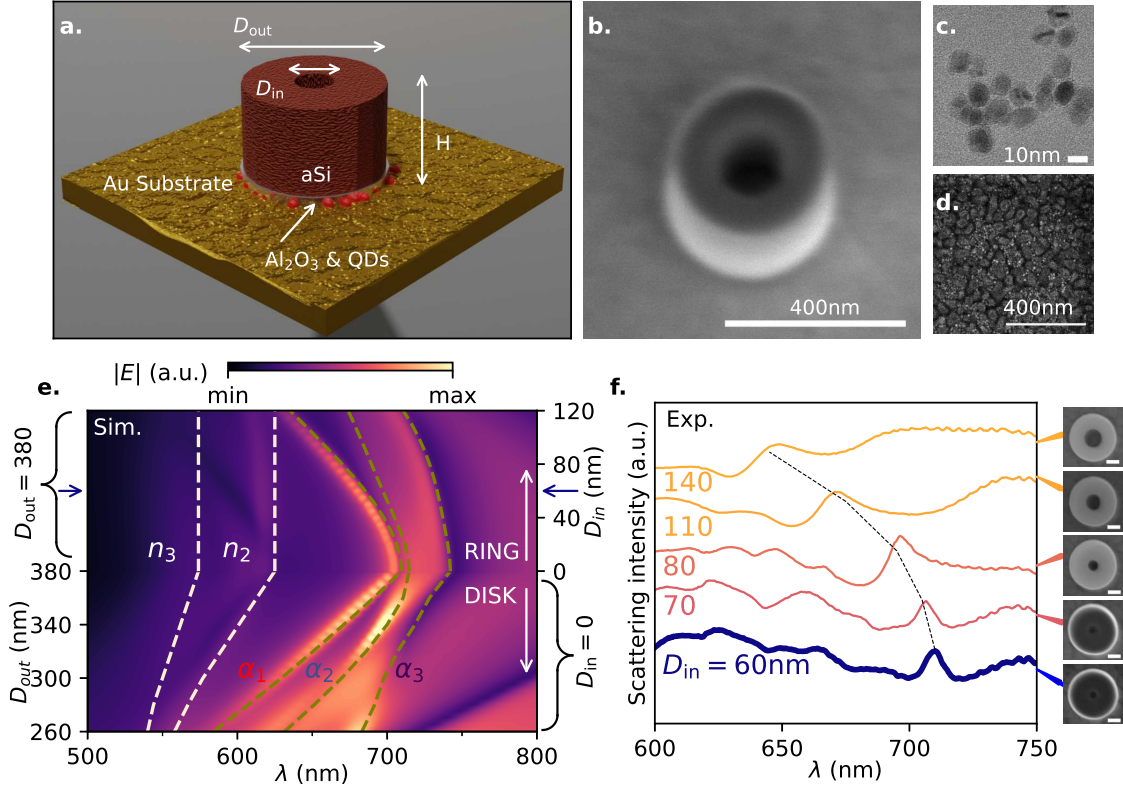 a.
D_out
D_in
H
Au Substrate
aSi
Al₂O₃ & QDs
b.
400nm
c.
10nm
d.
400nm
e.
|E| (a.u.)
min
max
Sim.
D_out = 380
D_out (nm)
380
340
300
260
n₃
n₂
α₁
α₂
α₃
RING
DISK
120
80
40
0
D_in (nm)
D_in = 0
500
600
700
800
λ (nm)
f.
Exp.
Scattering intensity (a.u.)
140
110
80
70
D_in = 60nm
600
650
700
750
λ (nm)